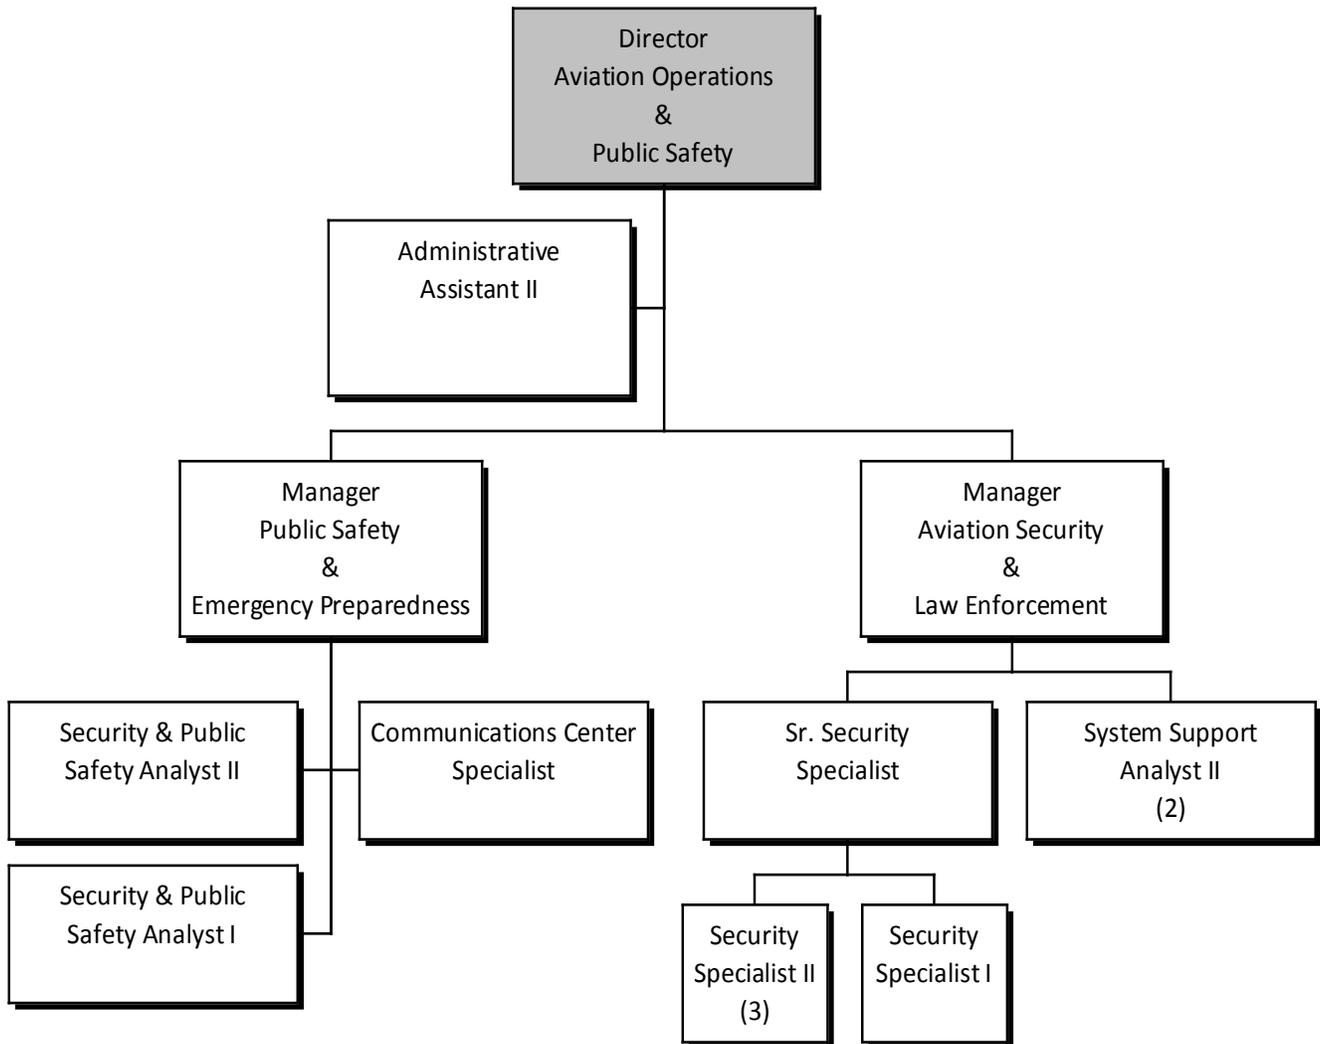 Director
Aviation Operations
&
Public Safety
Administrative
Assistant II
Manager
Public Safety
&
Emergency Preparedness
Manager
Aviation Security
&
Law Enforcement
Security & Public
Safety Analyst II
Communications Center
Specialist
Sr. Security
Specialist
System Support
Analyst II
(2)
Security & Public
Safety Analyst I
Security
Specialist II
(3)
Security
Specialist I